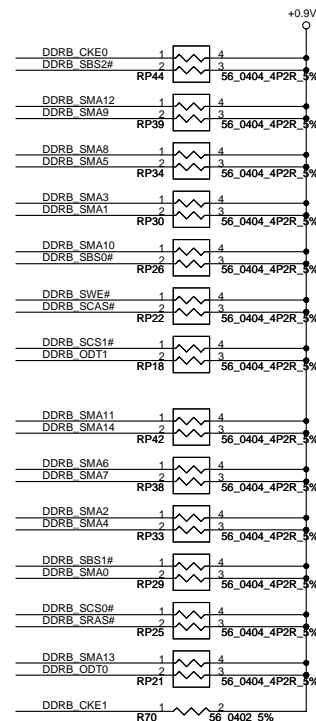 +0.9V
DDRB_CKE0 1 4
DDRB_SBS2# 2 3
RP44 56_0404_4P2R_5%
DDRB_SMA12 1 4
DDRB_SMA9 2 3
RP39 56_0404_4P2R_5%
DDRB_SMA8 1 4
DDRB_SMA5 2 3
RP34 56_0404_4P2R_5%
DDRB_SMA3 1 4
DDRB_SMA1 2 3
RP30 56_0404_4P2R_5%
DDRB_SMA10 1 4
DDRB_SBS0# 2 3
RP26 56_0404_4P2R_5%
DDRB_SWE# 1 4
DDRB_SCAS# 2 3
RP22 56_0404_4P2R_5%
DDRB_SCS1# 1 4
DDRB_ODT1 2 3
RP18 56_0404_4P2R_5%
DDRB_SMA11 1 4
DDRB_SMA14 2 3
RP42 56_0404_4P2R_5%
DDRB_SMA6 1 4
DDRB_SMA7 2 3
RP38 56_0404_4P2R_5%
DDRB_SMA2 1 4
DDRB_SMA4 2 3
RP33 56_0404_4P2R_5%
DDRB_SBS1# 1 4
DDRB_SMA0 2 3
RP29 56_0404_4P2R_5%
DDRB_SCS0# 1 4
DDRB_SRAS# 2 3
RP25 56_0404_4P2R_5%
DDRB_SMA13 1 4
DDRB_ODT0 2 3
RP21 56_0404_4P2R_5%
DDRB_CKE1 1 2
R70 56_0402_5%